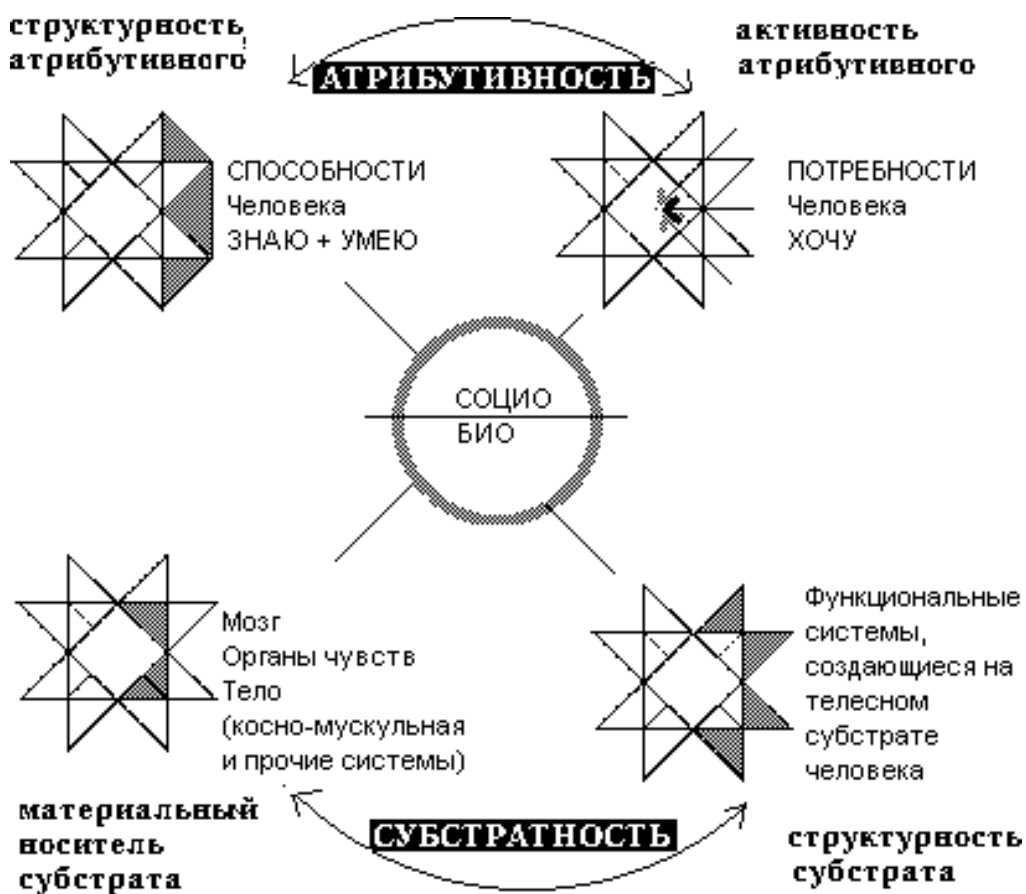 структурность
атрибутивного
АТРИБУТИВНОСТЬ
активность
атрибутивного
СПОСОБНОСТИ
Человека
ЗНАЮ + УМЕЮ
ПОТРЕБНОСТИ
Человека
ХОЧУ
СОЦИО
БИО
Мозг
Органы чувств
Тело
(косно-мускульная
и прочие системы)
Функциональные
системы,
создающиеся на
телесном
субстрате
человека
материальный
носитель
субстрата
СУБСТРАТНОСТЬ
структурность
субстрата